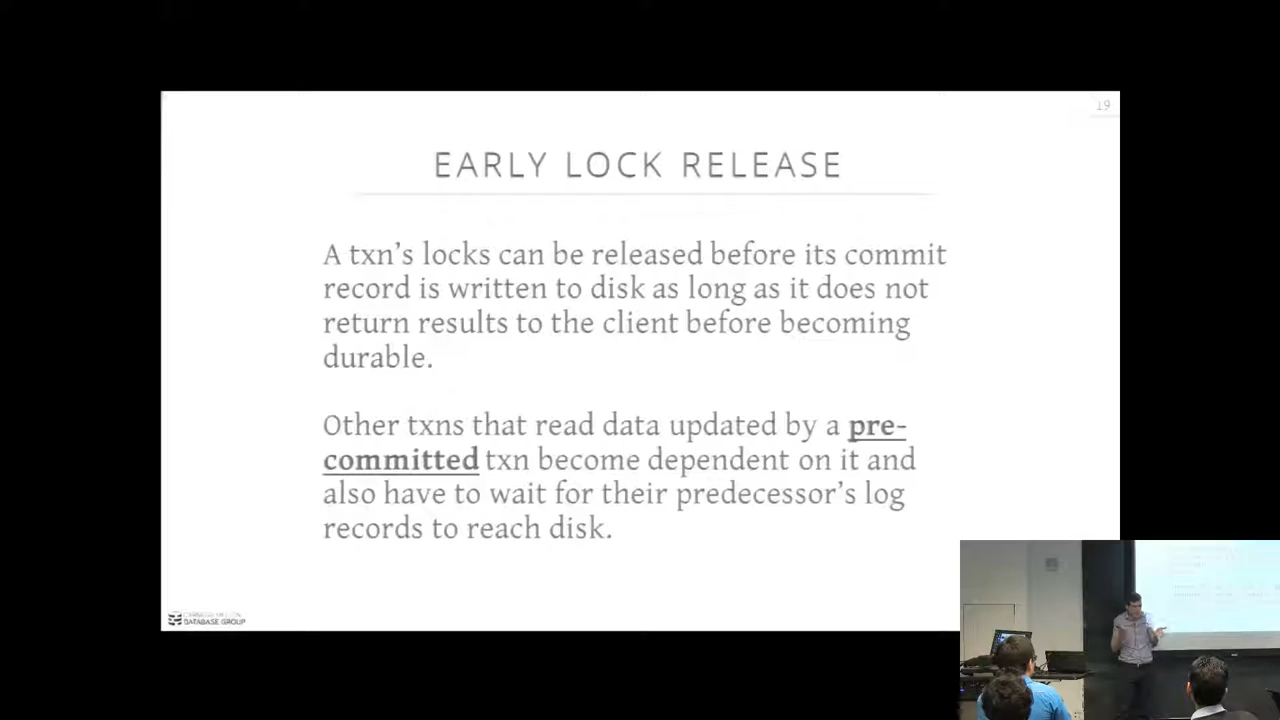 19
EARLY LOCK RELEASE
A txn's locks can be released before its commit
record is written to disk as long as it does not
return results to the client before becoming
durable.
Other txns that read data updated by a pre-
committed txn become dependent on it and
also have to wait for their predecessor's log
records to reach disk.
CARNEGIE MELLON
DATABASE GROUP